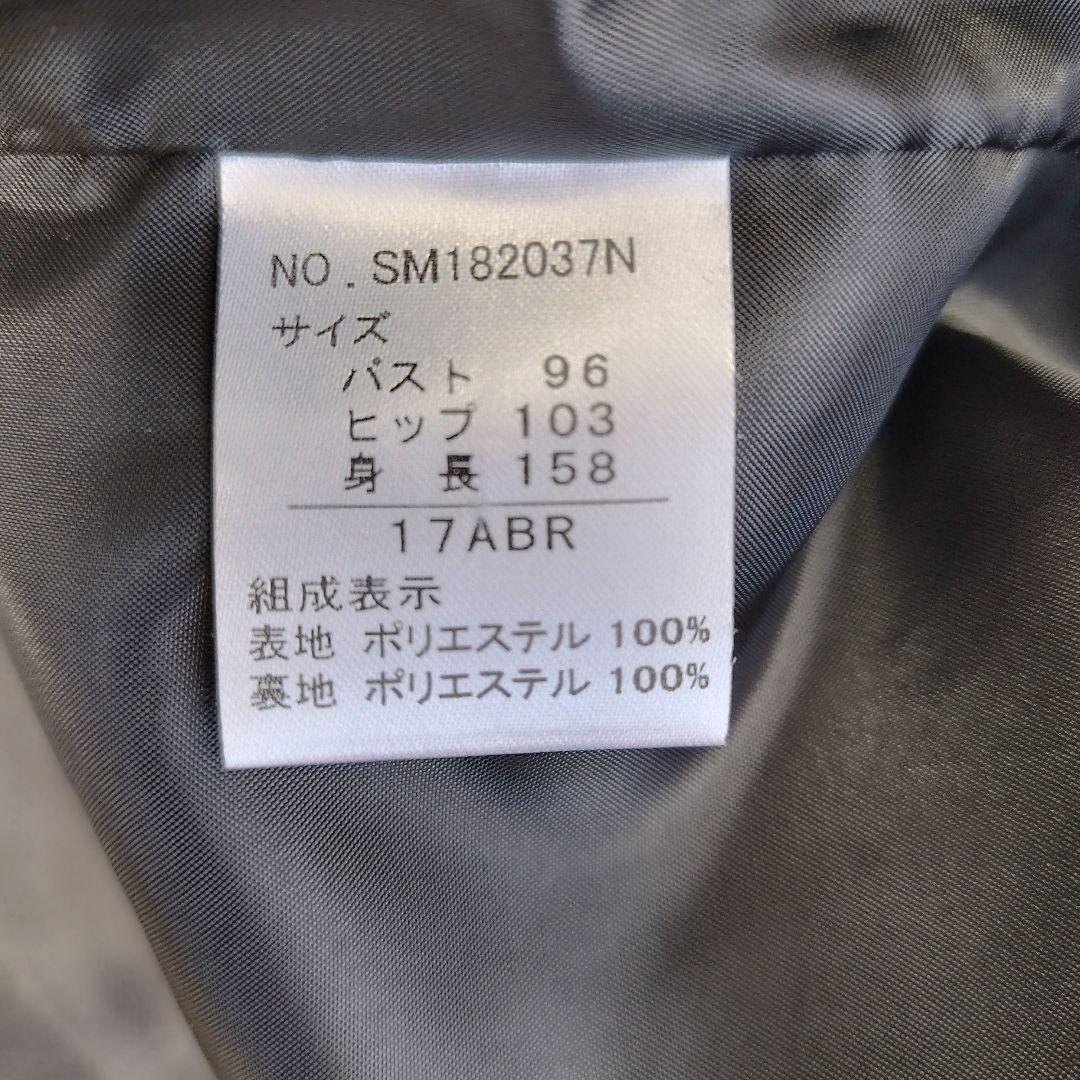 NO.SM182037N
サイズ
バスト 96
ヒップ 103
身長 158
17ABR
組成表示
表地 ポリエステル 100%
裏地 ポリエステル 100%